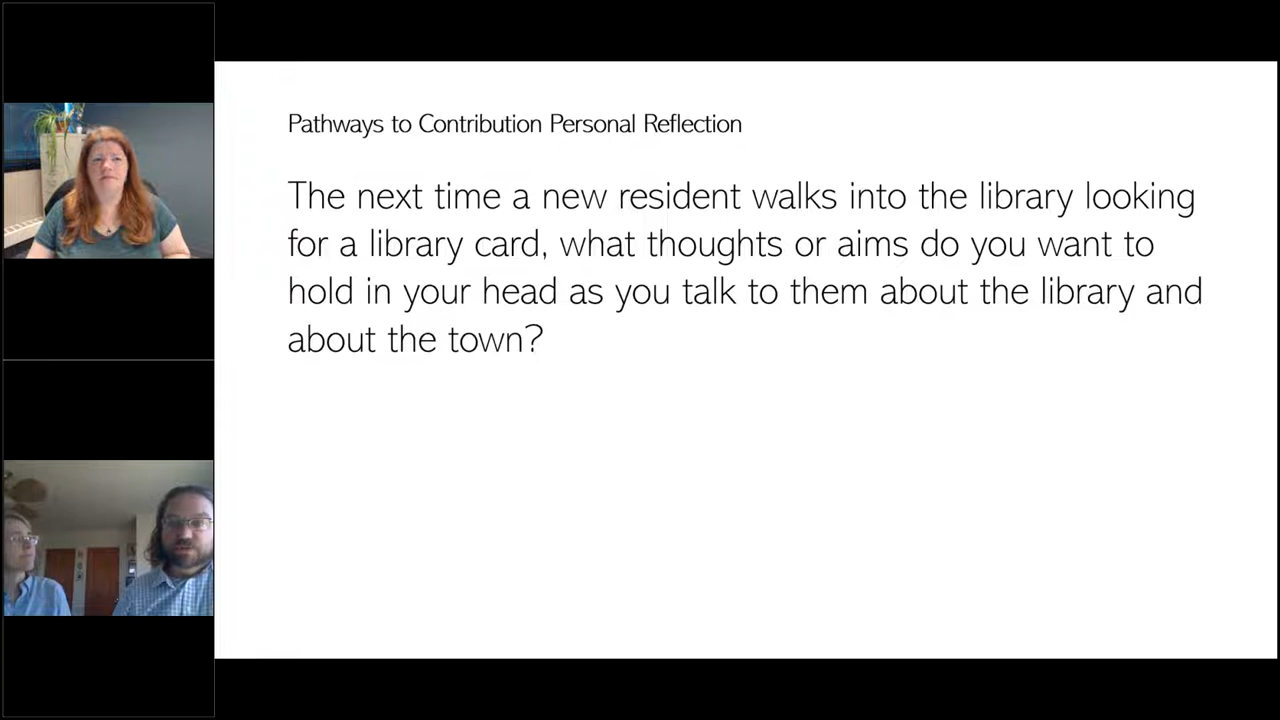 Pathways to Contribution Personal Reflection
The next time a new resident walks into the library looking
for a library card, what thoughts or aims do you want to
hold in your head as you talk to them about the library and
about the town?